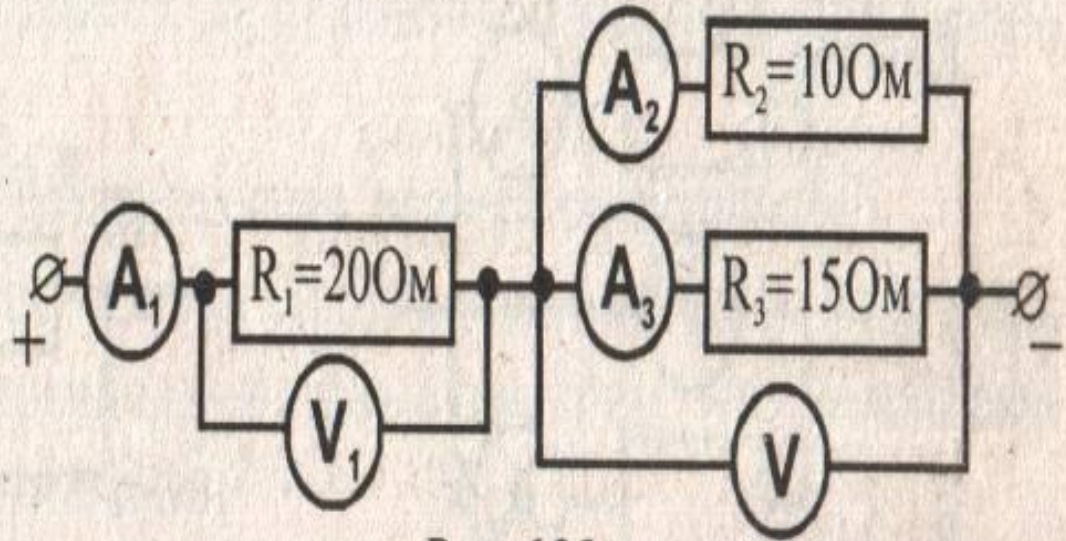 A₂
R₂=10Ом
A₁
R₁=20Ом
A₃
R₃=15Ом
+
−
V₁
V